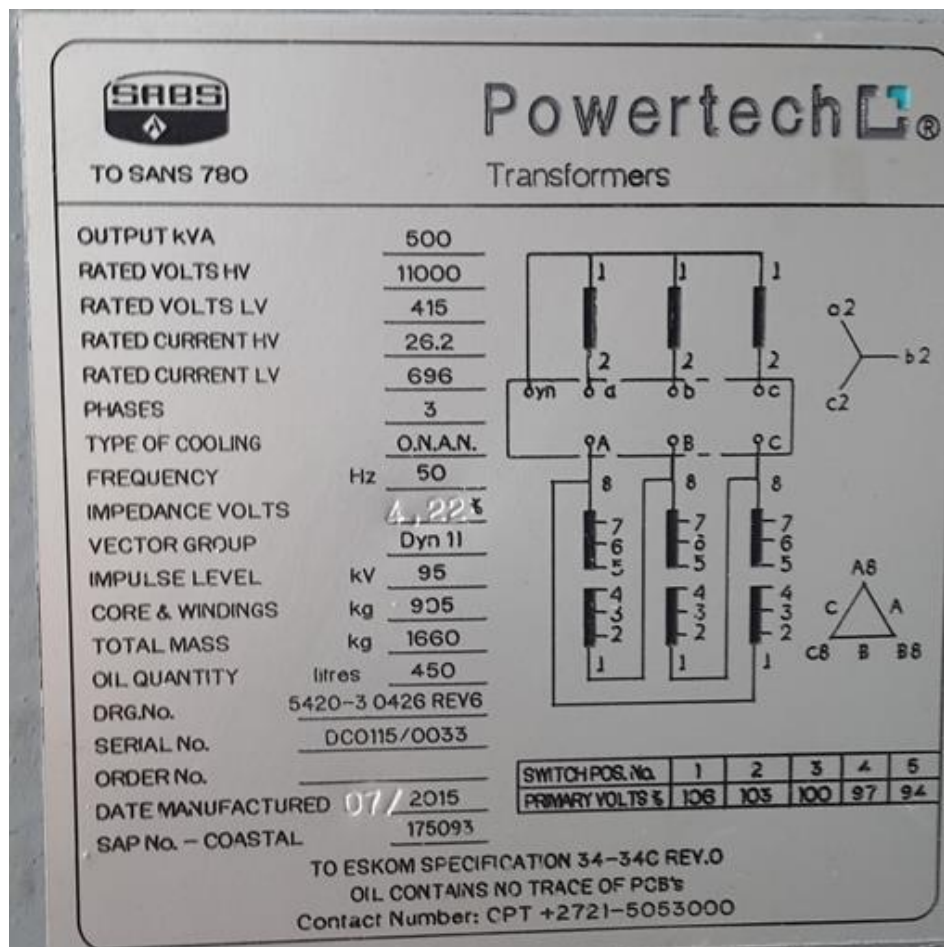 SABS
Powertech ®
TO SANS 780
Transformers
OUTPUT kVA 500
RATED VOLTS HV 11000
RATED VOLTS LV 415
RATED CURRENT HV 26.2
RATED CURRENT LV 696
PHASES 3
TYPE OF COOLING O.N.A.N.
FREQUENCY Hz 50
IMPEDANCE VOLTS 4,22%
VECTOR GROUP Dyn 11
IMPULSE LEVEL kV 95
CORE & WINDINGS kg 905
TOTAL MASS kg 1660
OIL QUANTITY litres 450
DRG.No. 5420-3 0426 REV6
SERIAL No. DC0115/0033
ORDER No.
DATE MANUFACTURED 07/ 2015
SAP No. - COASTAL 175093
1 1 1
2 2 2
yn a b c
A B C
8 8 8
7 7 7
6 6 6
5 5 5
4 4 4
3 3 3
2 2 2
1 1 1
a2
b2
c2
A8
C A
C8 B B8
SWITCH POS. No. 1 2 3 4 5
PRIMARY VOLTS % 106 103 100 97 94
TO ESKOM SPECIFICATION 34-34C REV.0
OIL CONTAINS NO TRACE OF PCB's
Contact Number: CPT +2721-5053000